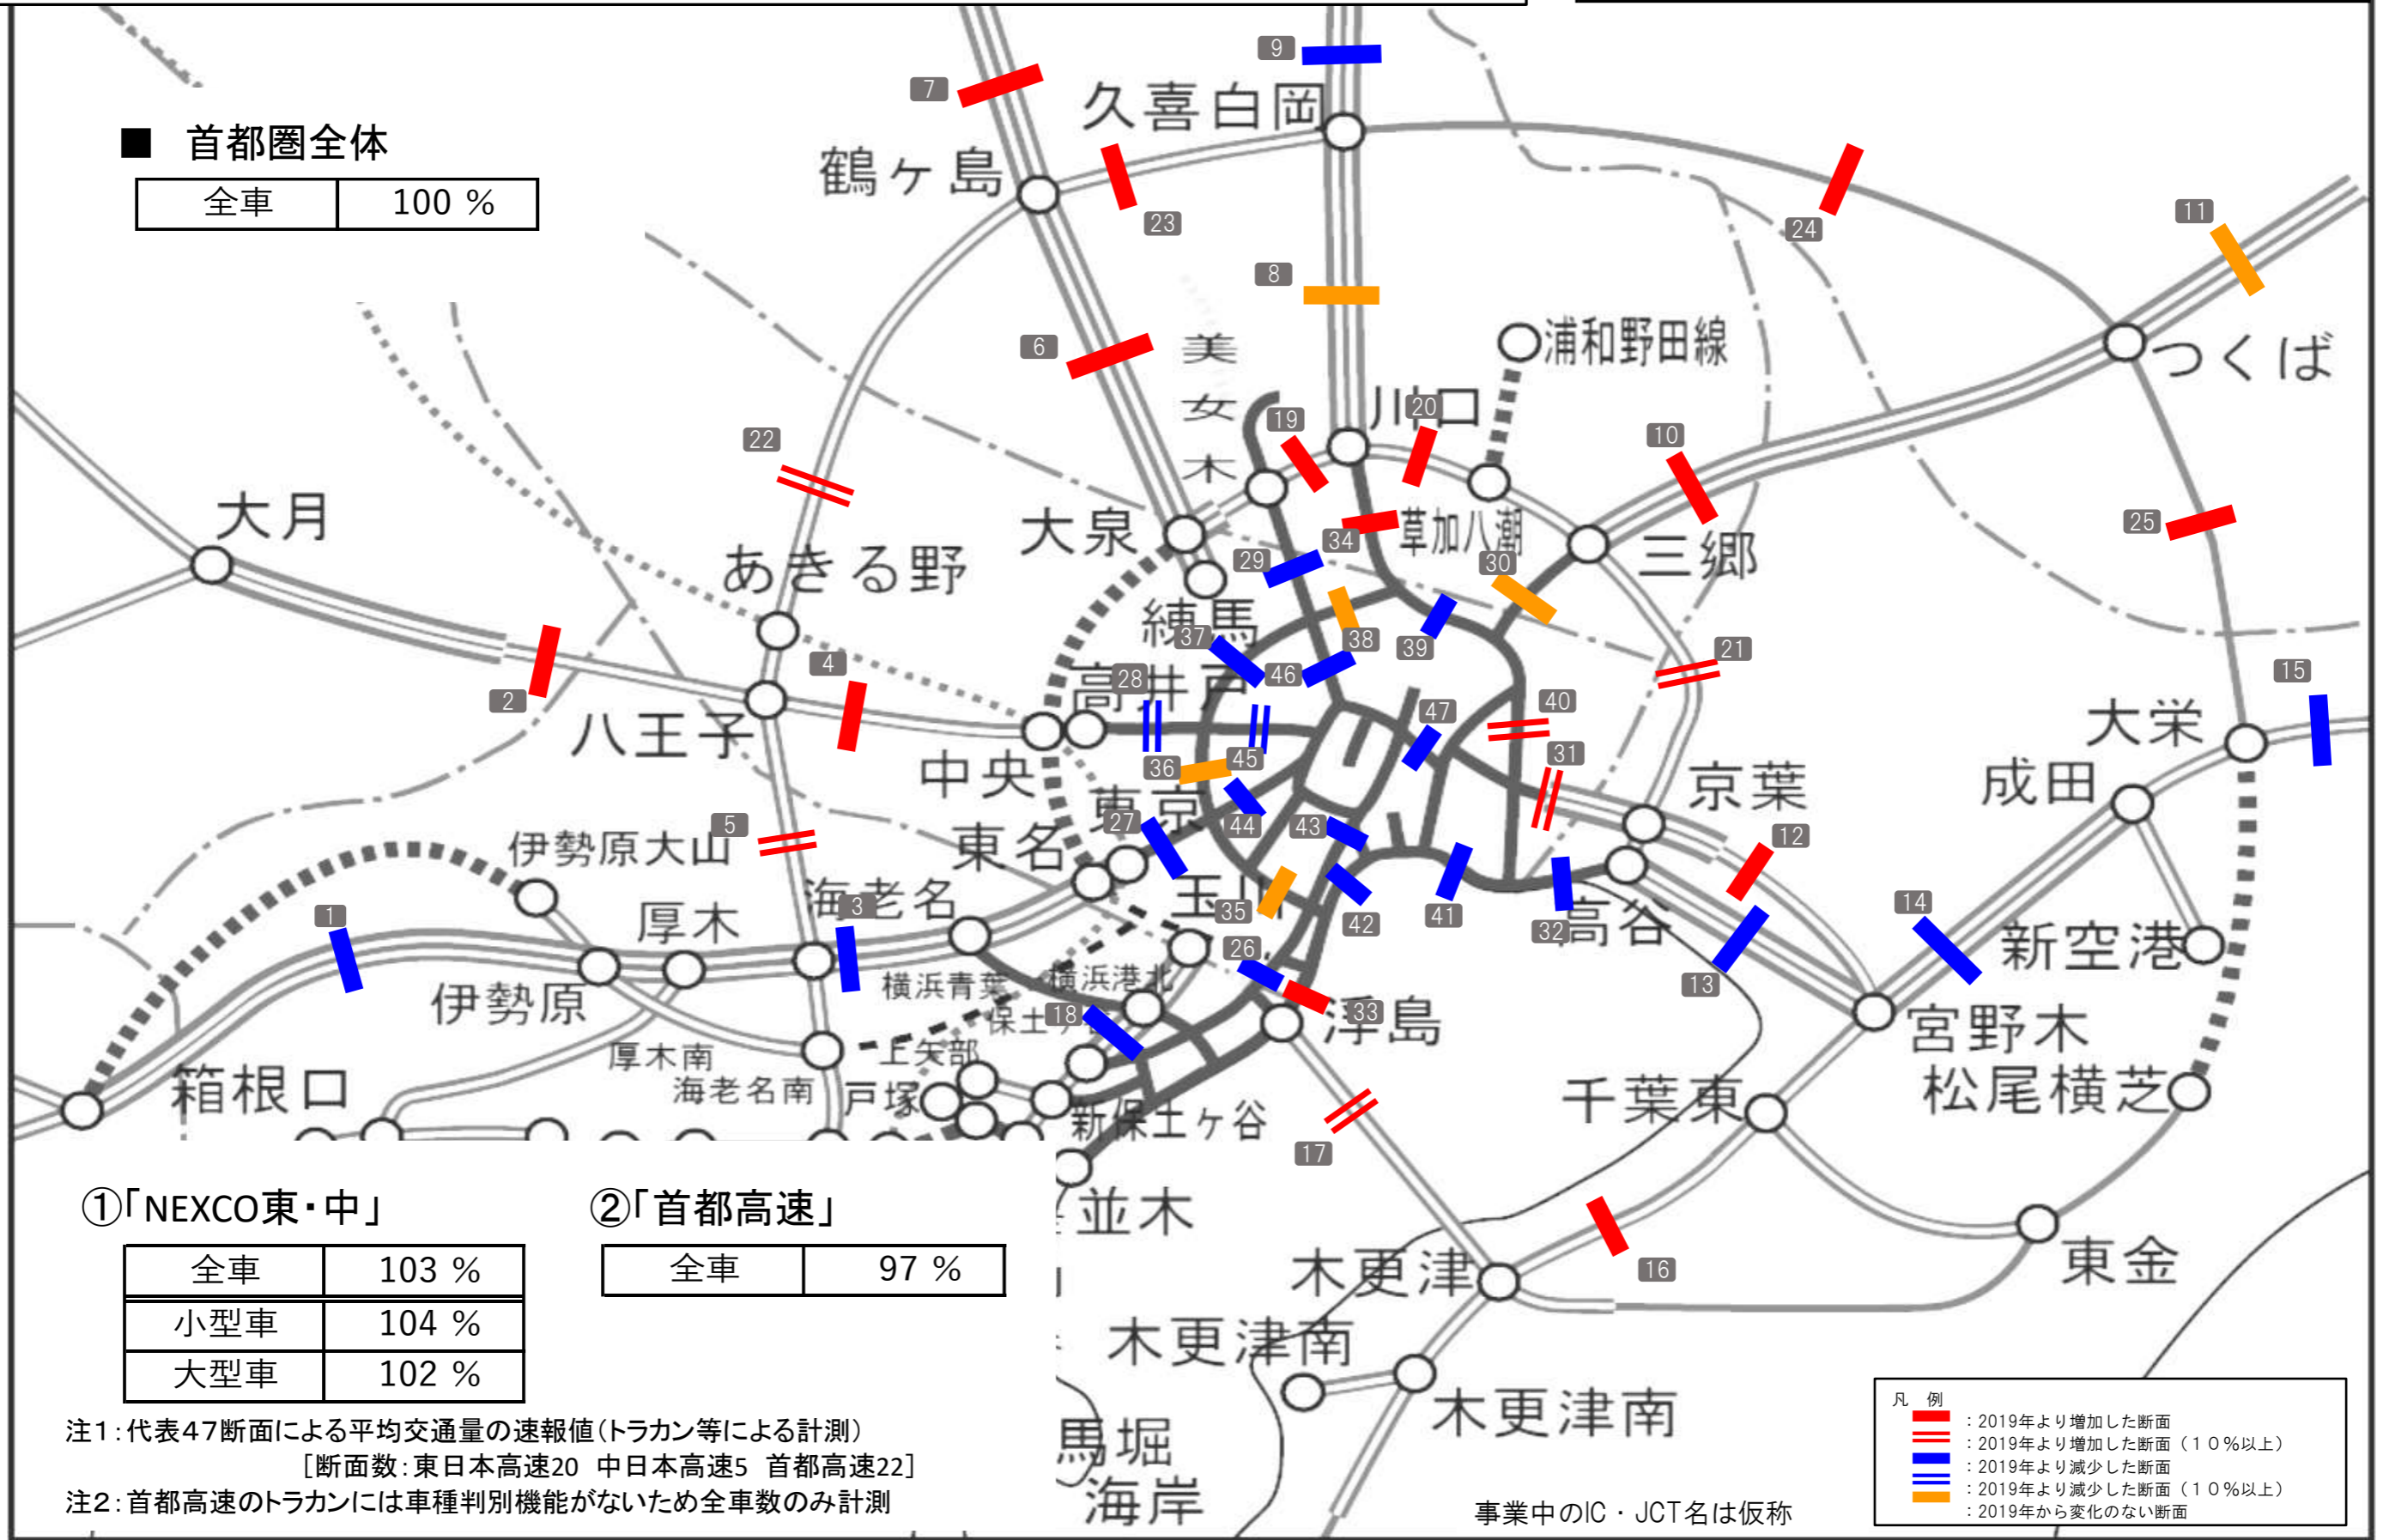 9
7
久喜白岡
■ 首都圏全体
鶴ヶ島
全車 100 %
23
24
11
8
6
美女木
浦和野田線
つくば
川口
19
20
22
10
大月
大泉
34
草加八潮
25
あきる野
29
30
三郷
練馬
37
38
39
21
2
4
28
高井戸
46
15
八王子
40
47
大栄
中央
36
45
31
成田
京葉
東京
5
伊勢原大山
東名
27
44
43
12
1
厚木
海老名
3
玉川
35
42
41
32
高谷
14
新空港
伊勢原
横浜青葉
横浜港北
26
13
18
保土ヶ谷
33
浮島
宮野木
箱根口
厚木南
上矢部
海老名南
戸塚
新保土ヶ谷
千葉東
松尾横芝
17
①「NEXCO東・中」
②「首都高速」
並木
全車 103 %
小型車 104 %
大型車 102 %
全車 97 %
木更津
16
東金
木更津南
木更津南
馬堀
海岸
注1：代表47断面による平均交通量の速報値（トラカン等による計測）
［断面数：東日本高速20 中日本高速5 首都高速22］
注2：首都高速のトラカンには車種判別機能がないため全車数のみ計測
事業中のIC・JCT名は仮称
凡 例
：2019年より増加した断面
：2019年より増加した断面（10％以上）
：2019年より減少した断面
：2019年より減少した断面（10％以上）
：2019年から変化のない断面